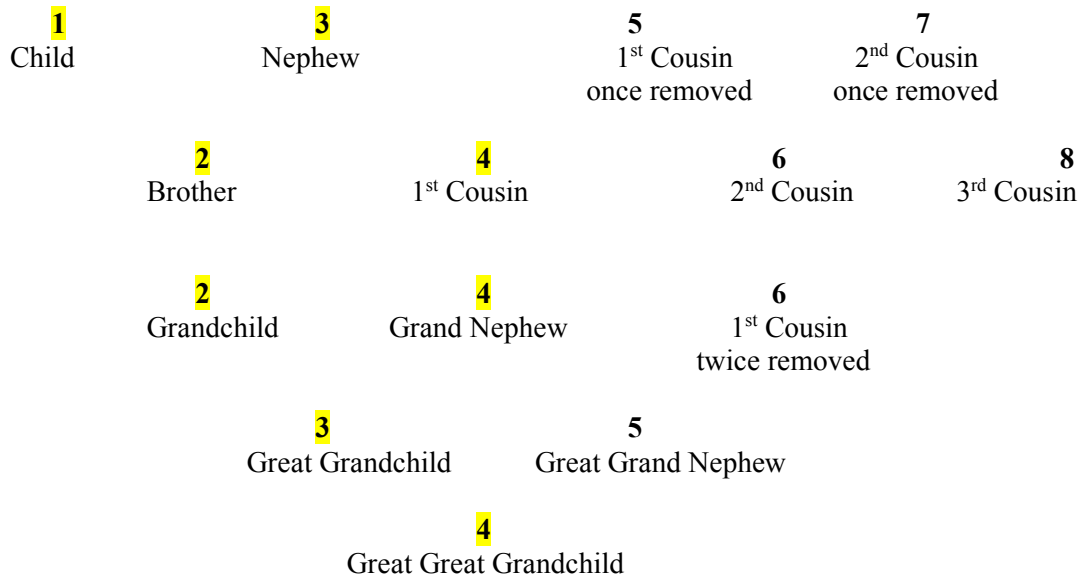 1 3 5 7
Child Nephew 1st Cousin 2nd Cousin
once removed once removed
2 4 6 8
Brother 1st Cousin 2nd Cousin 3rd Cousin
2 4 6
Grandchild Grand Nephew 1st Cousin
twice removed
3 5
Great Grandchild Great Grand Nephew
4
Great Great Grandchild